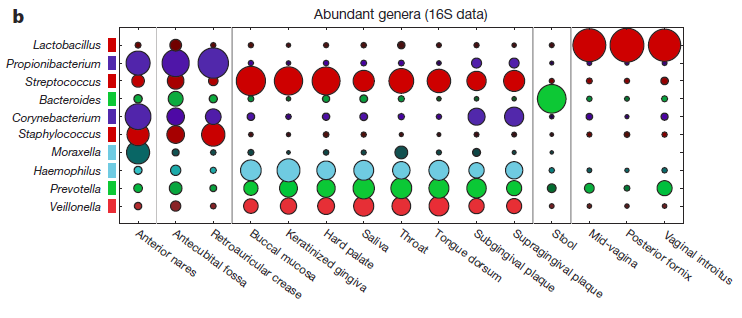 b
Abundant genera (16S data)
Lactobacillus
Propionibacterium
Streptococcus
Bacteroides
Corynebacterium
Staphylococcus
Moraxella
Haemophilus
Prevotella
Veillonella
Anterior nares
Antecubital fossa
Retroauricular crease
Buccal mucosa
Keratinized gingiva
Hard palate
Saliva
Throat
Tongue dorsum
Subgingival plaque
Supragingival plaque
Stool
Mid-vagina
Posterior fornix
Vaginal introitus